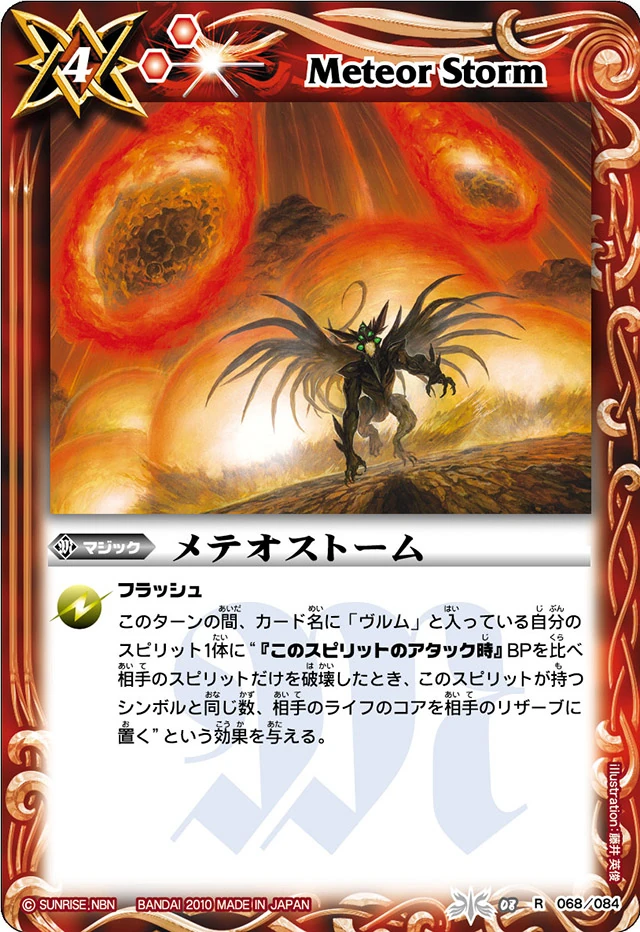 4
Meteor Storm
マジック
メテオストーム
フラッシュ
このターンの間、カード名に「ヴルム」と入っている自分の
スピリット1体に“『このスピリットのアタック時』BPを比べ
相手のスピリットだけを破壊したとき、このスピリットが持つ
シンボルと同じ数、相手のライフのコアを相手のリザーブに
置く”という効果を与える。
illustration:藤井 英俊
© SUNRISE,NBN BANDAI 2010 MADE IN JAPAN 08 R 068/084